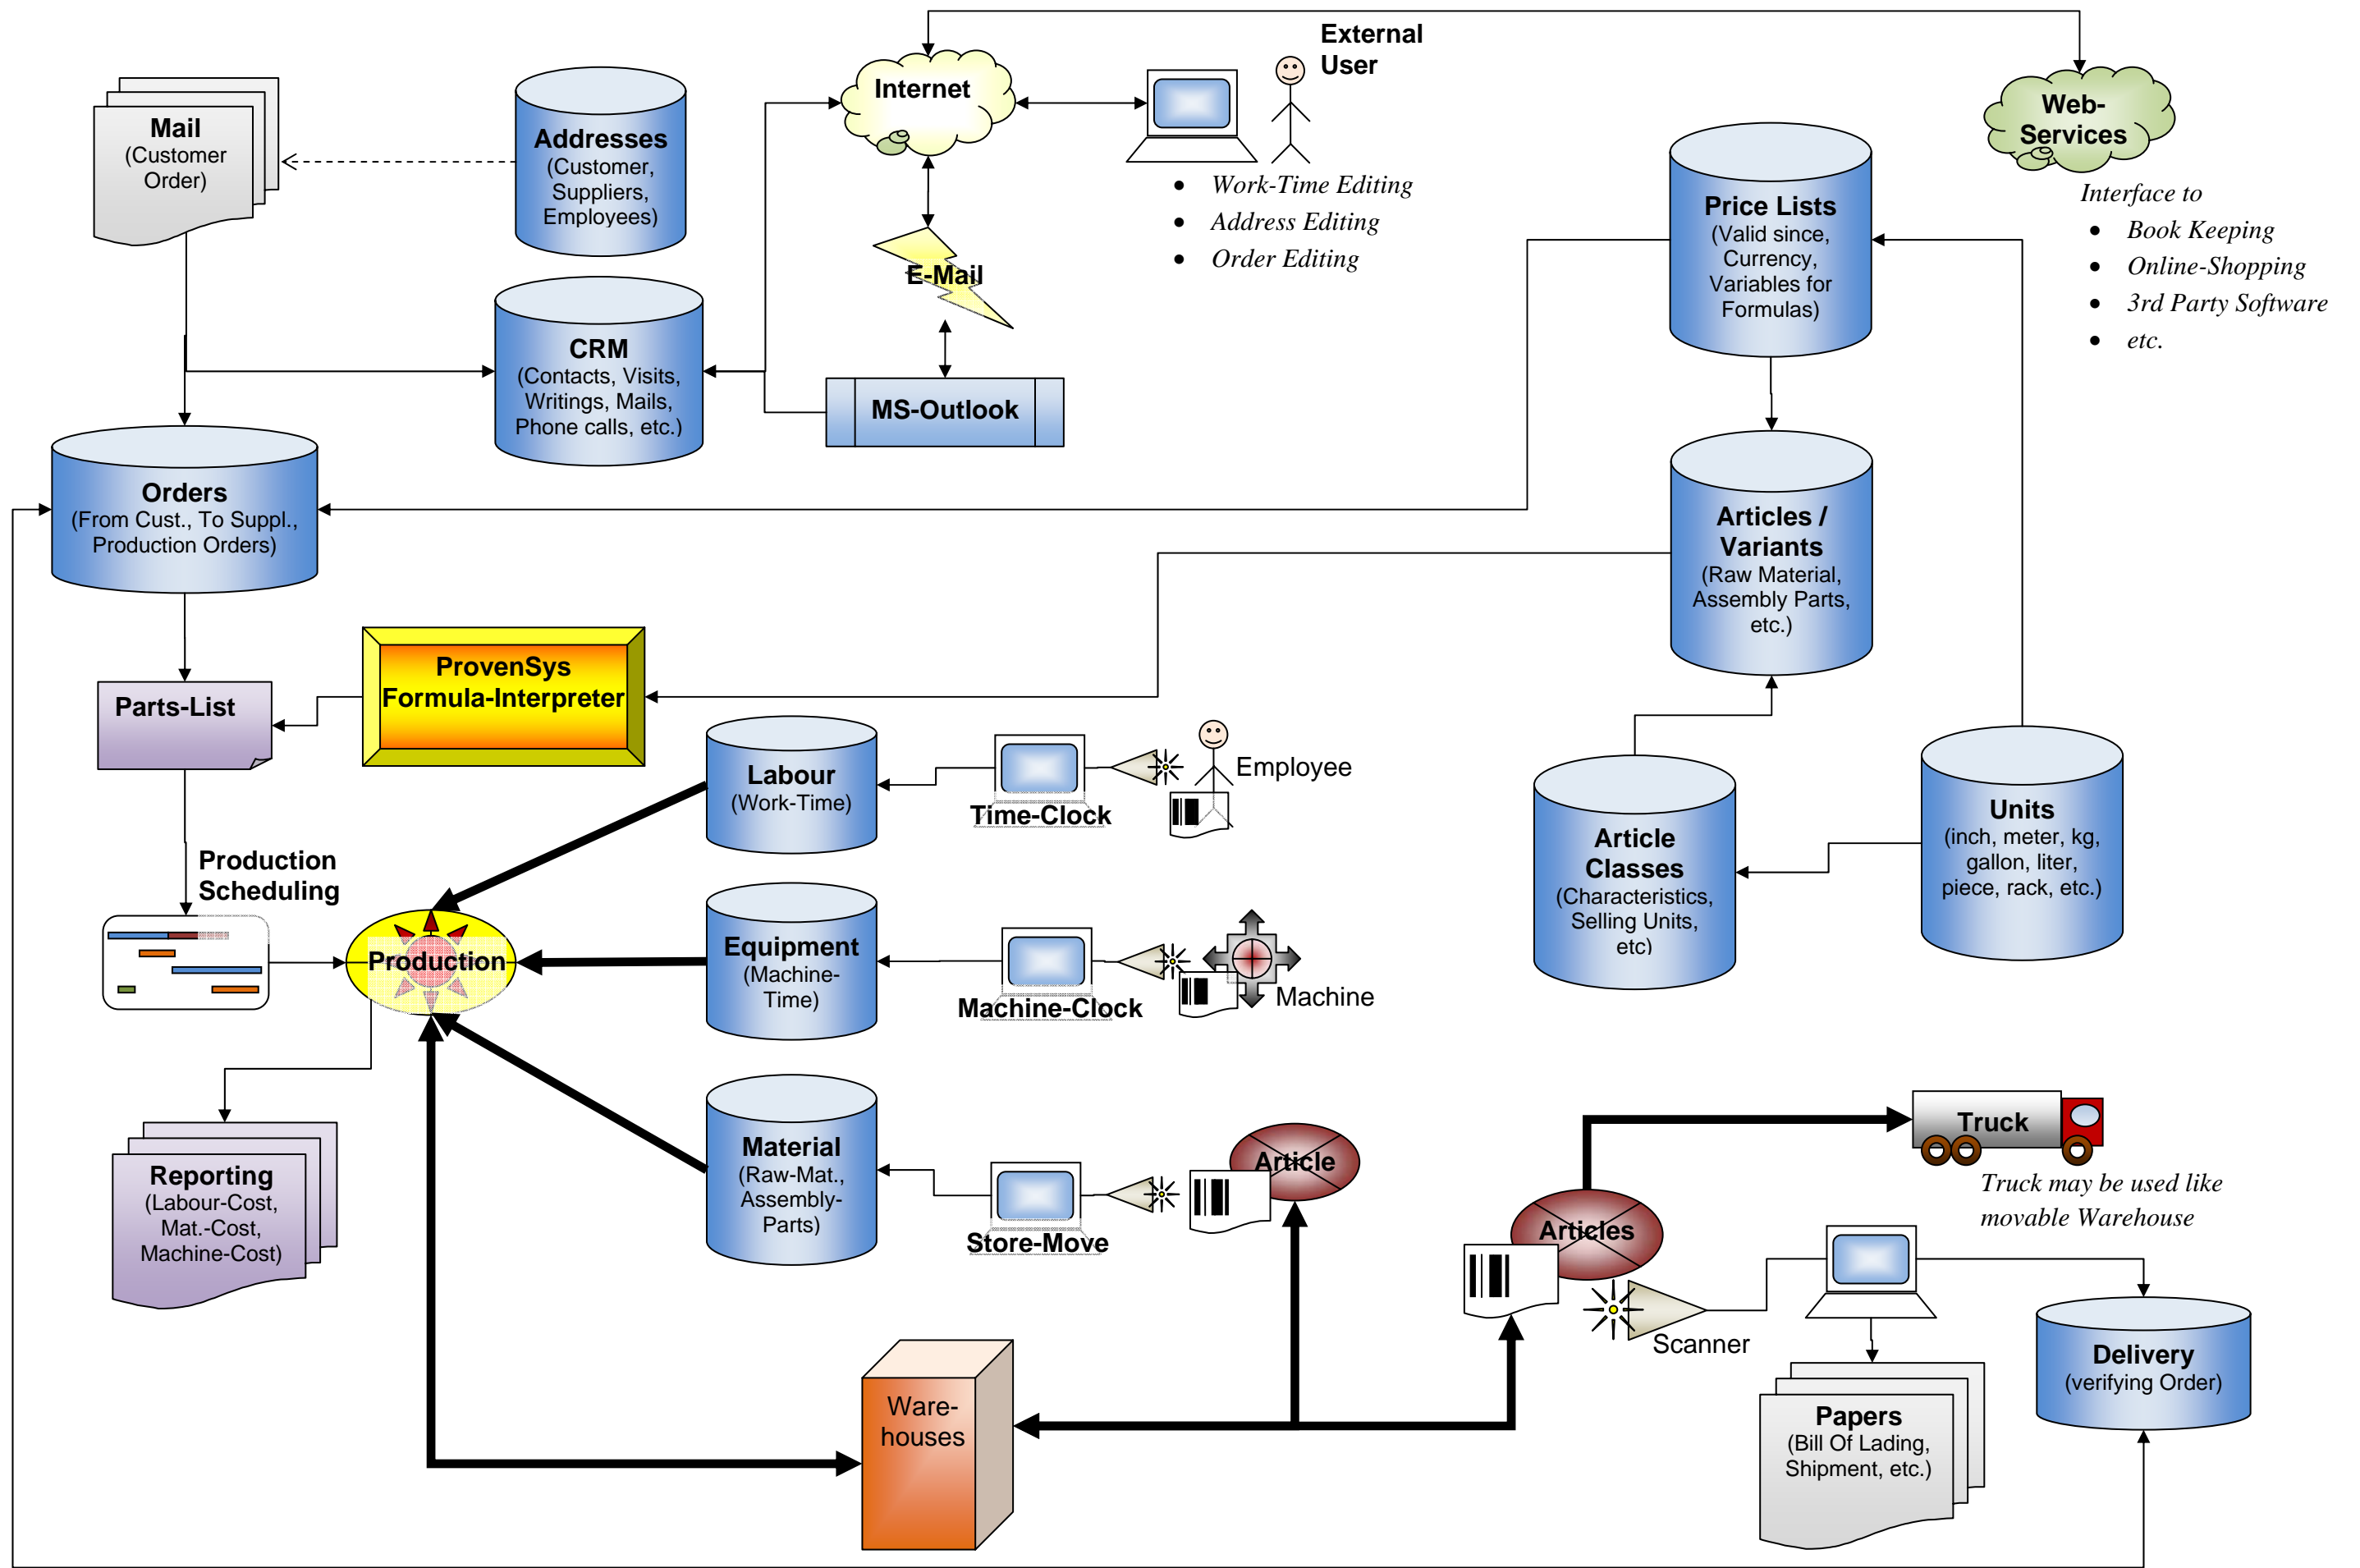 External
User
Internet
Web-
Services
Mail
(Customer
Order)
Addresses
(Customer,
Suppliers,
Employees)
• Work-Time Editing
• Address Editing
• Order Editing
Price Lists
(Valid since,
Currency,
Variables for
Formulas)
Interface to
• Book Keeping
• Online-Shopping
• 3rd Party Software
• etc.
E-Mail
CRM
(Contacts, Visits,
Writings, Mails,
Phone calls, etc.)
MS-Outlook
Orders
(From Cust., To Suppl.,
Production Orders)
Articles /
Variants
(Raw Material,
Assembly Parts,
etc.)
ProvenSys
Formula-Interpreter
Parts-List
Labour
(Work-Time)
Time-Clock
Employee
Article
Classes
(Characteristics,
Selling Units,
etc)
Units
(inch, meter, kg,
gallon, liter,
piece, rack, etc.)
Production
Scheduling
Production
Equipment
(Machine-
Time)
Machine-Clock
Machine
Reporting
(Labour-Cost,
Mat.-Cost,
Machine-Cost)
Material
(Raw-Mat.,
Assembly-
Parts)
Store-Move
Article
Truck
Truck may be used like
movable Warehouse
Articles
Scanner
Delivery
(verifying Order)
Ware-
houses
Papers
(Bill Of Lading,
Shipment, etc.)